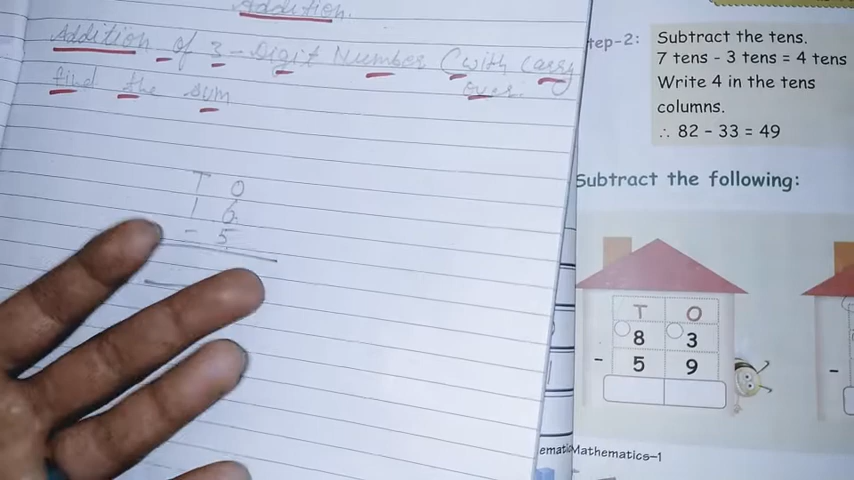 Addition.
Addition of 3-Digit Number (with carry
find the sum over.
T O
1 6
- 5
tep-2: Subtract the tens.
7 tens - 3 tens = 4 tens
Write 4 in the tens
columns.
∴ 82 - 33 = 49
Subtract the following:
T O
8 3
- 5 9
-
ematic
Mathematics-1